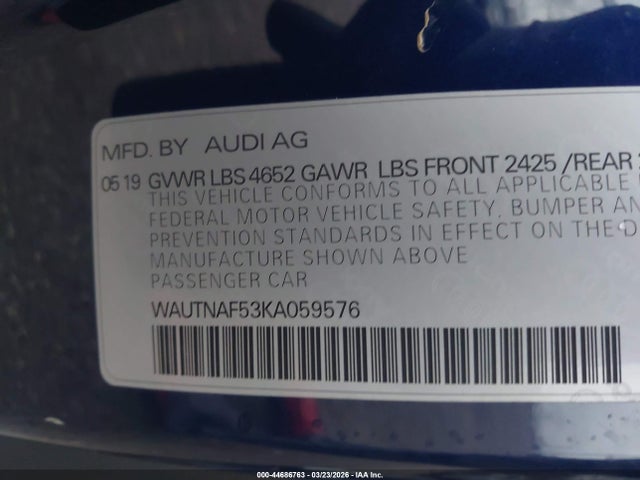 MFD. BY AUDI AG
05 19 GVWR LBS 4652 GAWR LBS FRONT 2425 /REAR
THIS VEHICLE CONFORMS TO ALL APPLICABLE
FEDERAL MOTOR VEHICLE SAFETY, BUMPER AN
PREVENTION STANDARDS IN EFFECT ON THE D
MANUFACTURE SHOWN ABOVE
PASSENGER CAR
WAUTNAF53KA059576
000-44686763 - 03/23/2026 - IAA Inc.